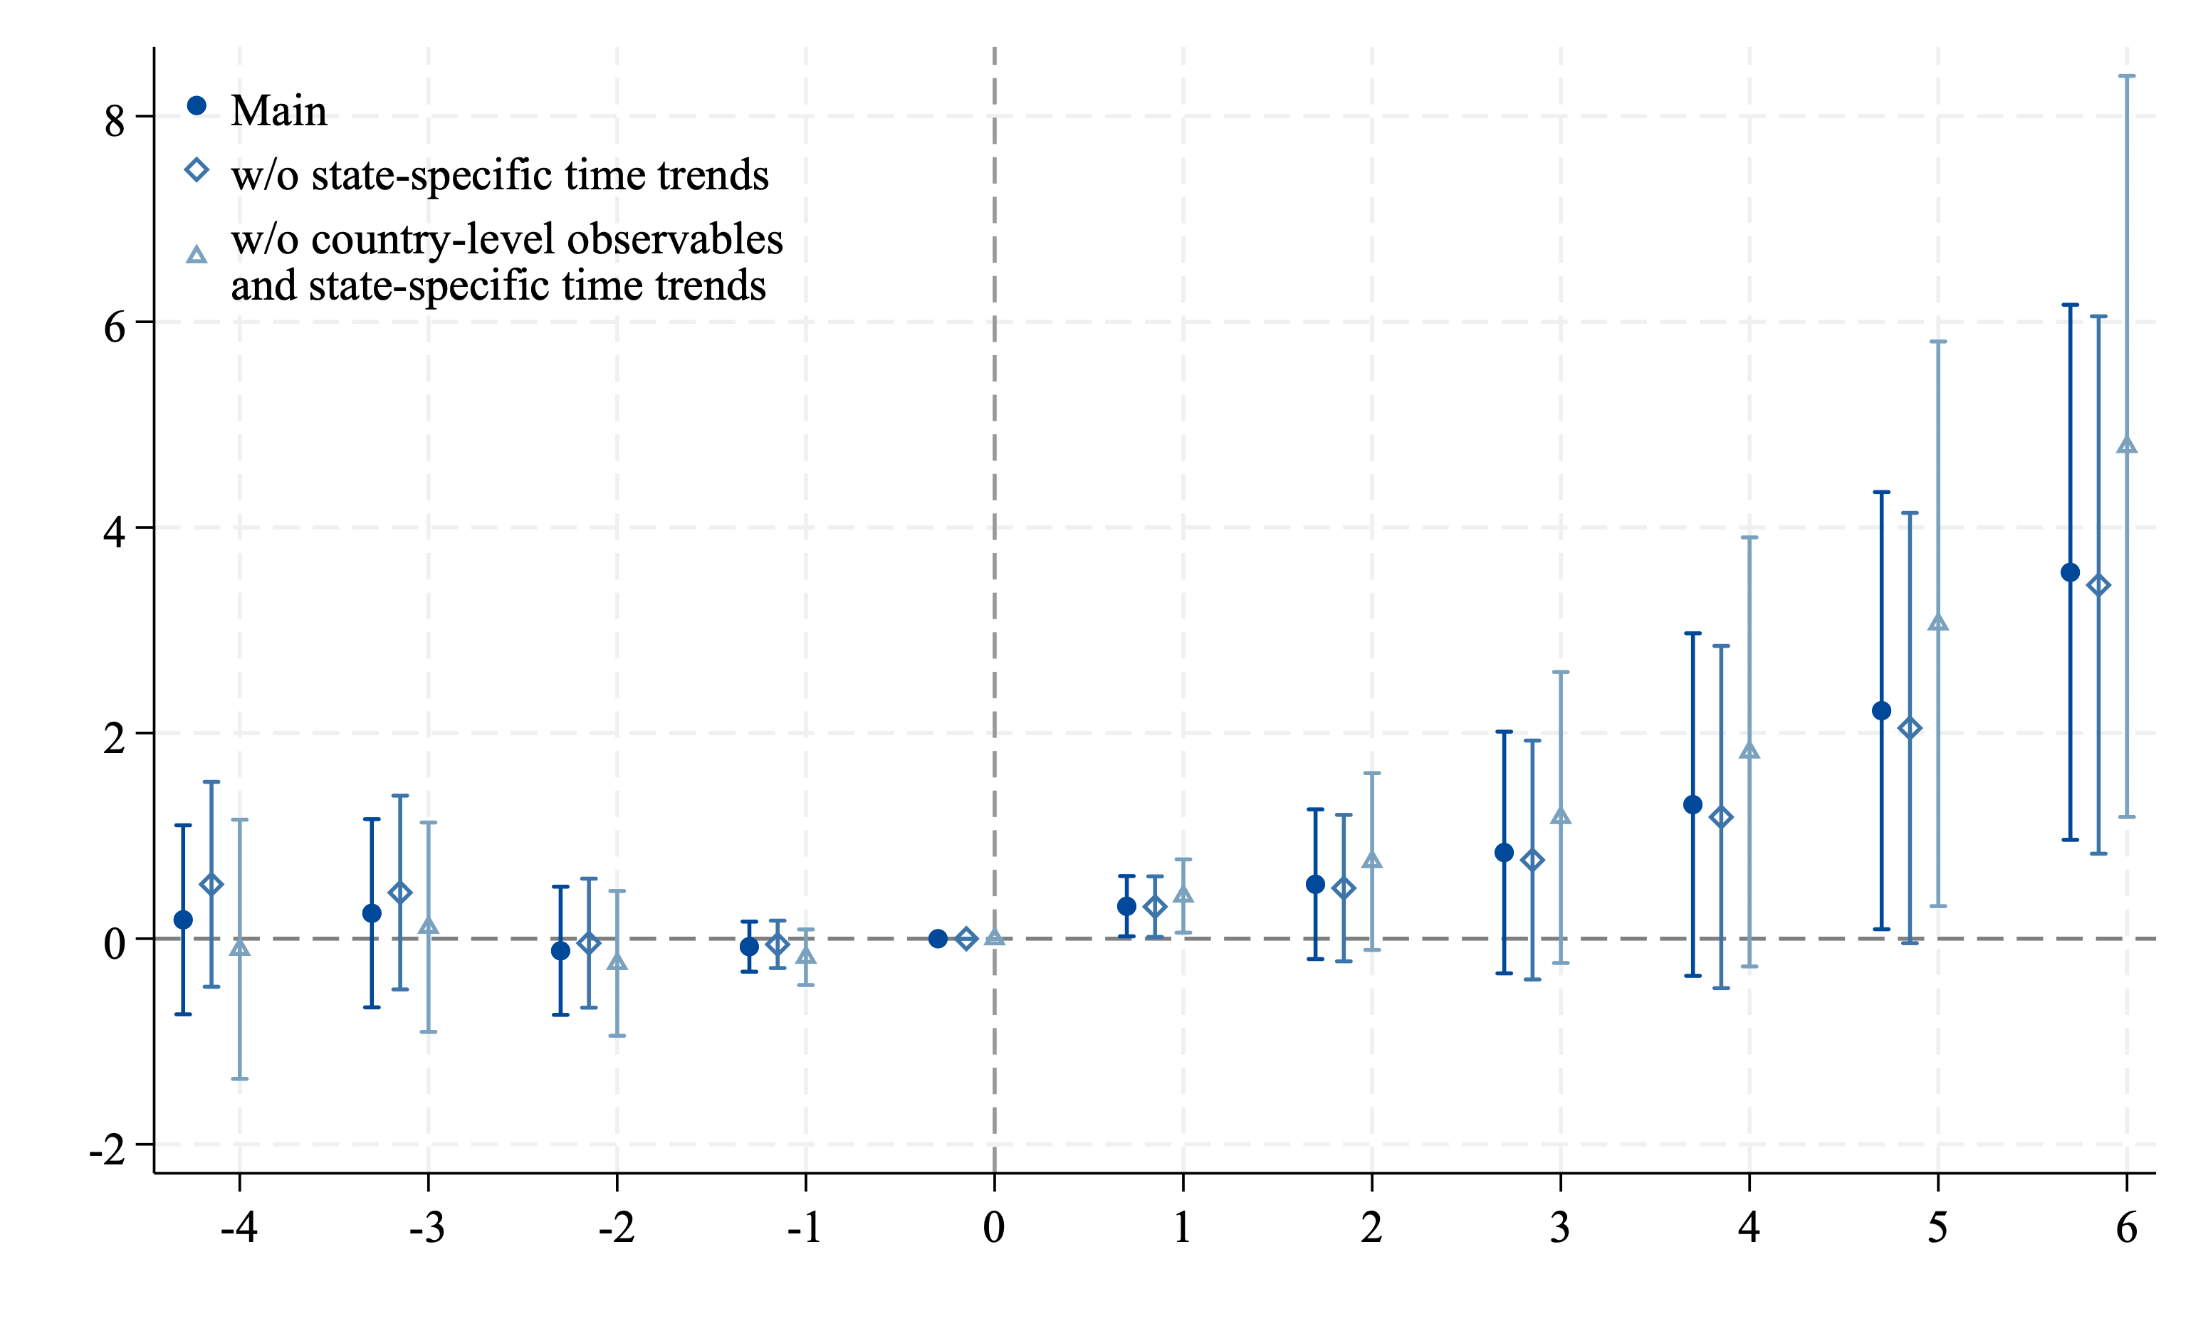 8
6
4
2
0
-2
Main
w/o state-specific time trends
w/o country-level observables
and state-specific time trends
-4 -3 -2 -1 0 1 2 3 4 5 6